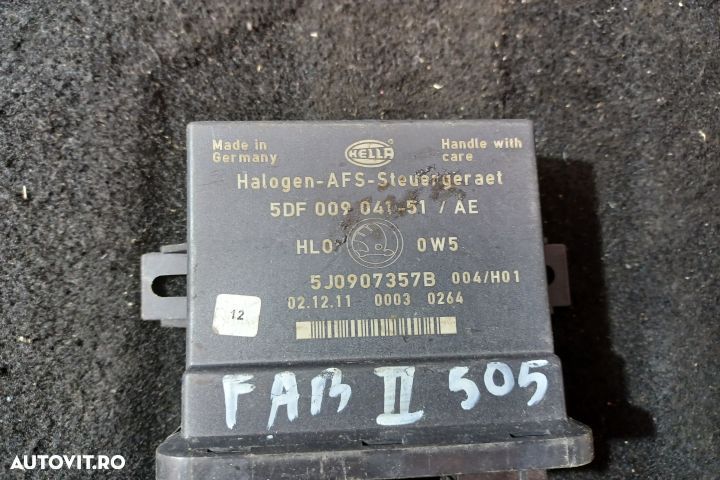 Made in
Germany
HELLA
Handle with
care
Halogen-AFS-Steuergeraet
5DF 009 041-51 / AE
HLO 0W5
5J0907357B 004/H01
02.12.11 0003 0264
12
FAB II 505
AUTOVIT.RO